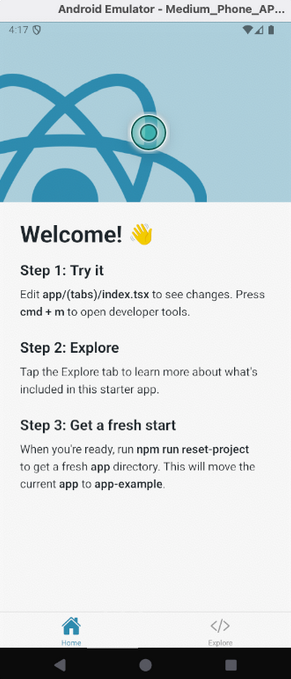 Android Emulator - Medium_Phone_AP...
4:17
Welcome! 👋
Step 1: Try it
Edit app/(tabs)/index.tsx to see changes. Press
cmd + m to open developer tools.
Step 2: Explore
Tap the Explore tab to learn more about what's
included in this starter app.
Step 3: Get a fresh start
When you're ready, run npm run reset-project
to get a fresh app directory. This will move the
current app to app-example.
Home
Explore